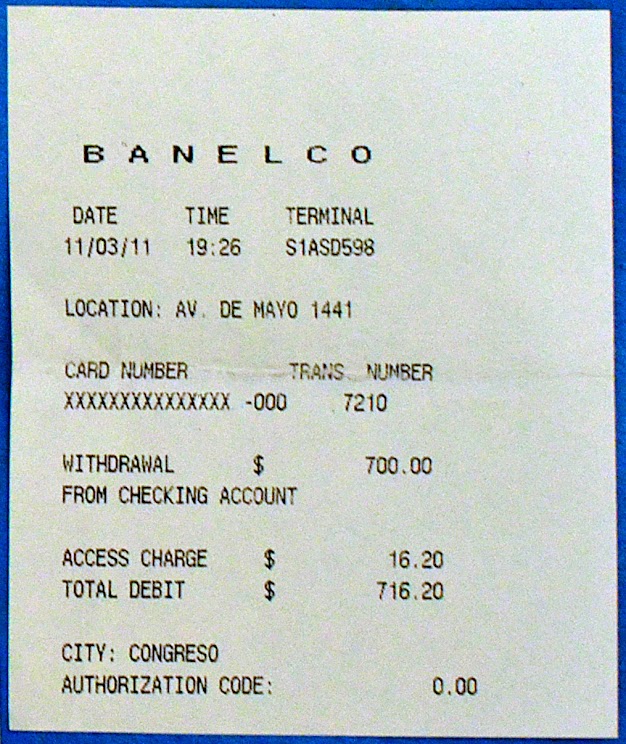 BANELCO
DATE TIME TERMINAL
11/03/11 19:26 S1ASD598
LOCATION: AV. DE MAYO 1441
CARD NUMBER TRANS NUMBER
XXXXXXXXXXXXXXX -000 7210
WITHDRAWAL $ 700.00
FROM CHECKING ACCOUNT
ACCESS CHARGE $ 16.20
TOTAL DEBIT $ 716.20
CITY: CONGRESO
AUTHORIZATION CODE: 0.00